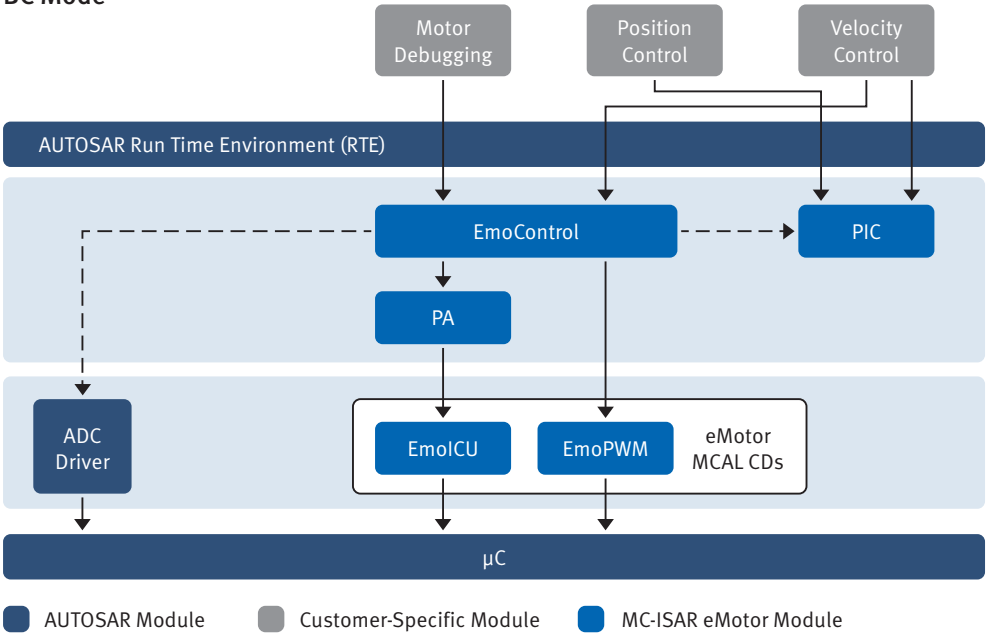 DC Mode
Motor
Debugging
Position
Control
Velocity
Control
AUTOSAR Run Time Environment (RTE)
EmoControl
PIC
PA
ADC
Driver
EmoICU
EmoPWM
eMotor
MCAL CDs
µC
AUTOSAR Module
Customer-Specific Module
MC-ISAR eMotor Module